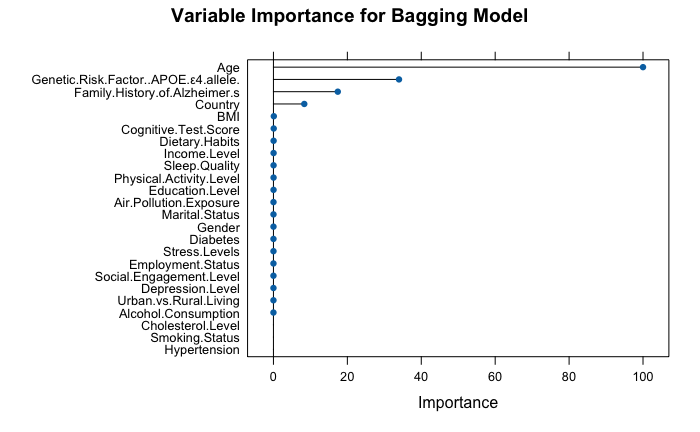 Variable Importance for Bagging Model
Age
Genetic.Risk.Factor..APOE.ε4.allele.
Family.History.of.Alzheimer.s
Country
BMI
Cognitive.Test.Score
Dietary.Habits
Income.Level
Sleep.Quality
Physical.Activity.Level
Education.Level
Air.Pollution.Exposure
Marital.Status
Gender
Diabetes
Stress.Levels
Employment.Status
Social.Engagement.Level
Depression.Level
Urban.vs.Rural.Living
Alcohol.Consumption
Cholesterol.Level
Smoking.Status
Hypertension
0 20 40 60 80 100
Importance